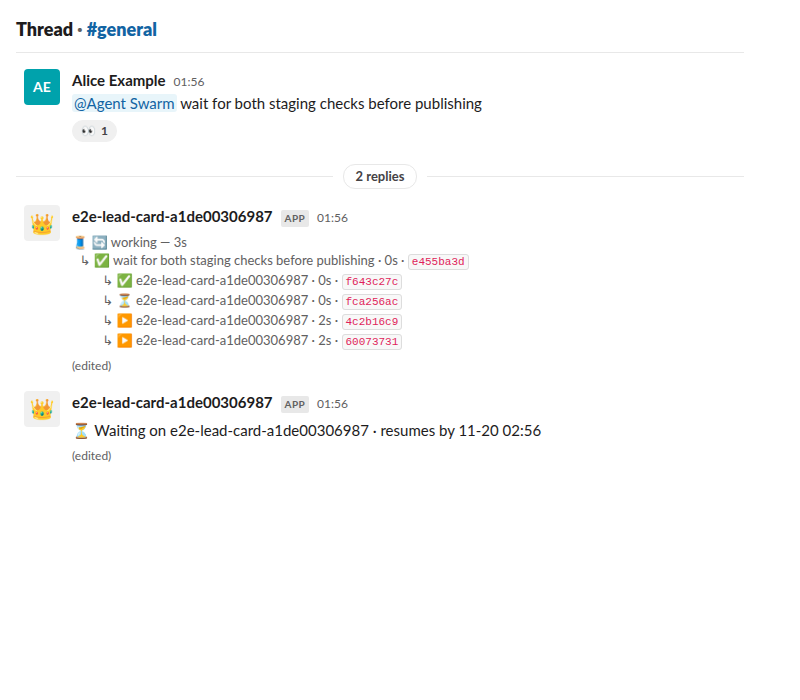 Thread • #general
AE
Alice Example 01:56
@Agent Swarm wait for both staging checks before publishing
👀 1
2 replies
e2e-lead-card-a1de00306987 APP 01:56
🧵 🔄 working — 3s
↳ ✅ wait for both staging checks before publishing · 0s · e455ba3d
↳ ✅ e2e-lead-card-a1de00306987 · 0s · f643c27c
↳ ⏳ e2e-lead-card-a1de00306987 · 0s · fca256ac
↳ ▶️ e2e-lead-card-a1de00306987 · 2s · 4c2b16c9
↳ ▶️ e2e-lead-card-a1de00306987 · 2s · 60073731
(edited)
e2e-lead-card-a1de00306987 APP 01:56
⏳ Waiting on e2e-lead-card-a1de00306987 · resumes by 11-20 02:56
(edited)